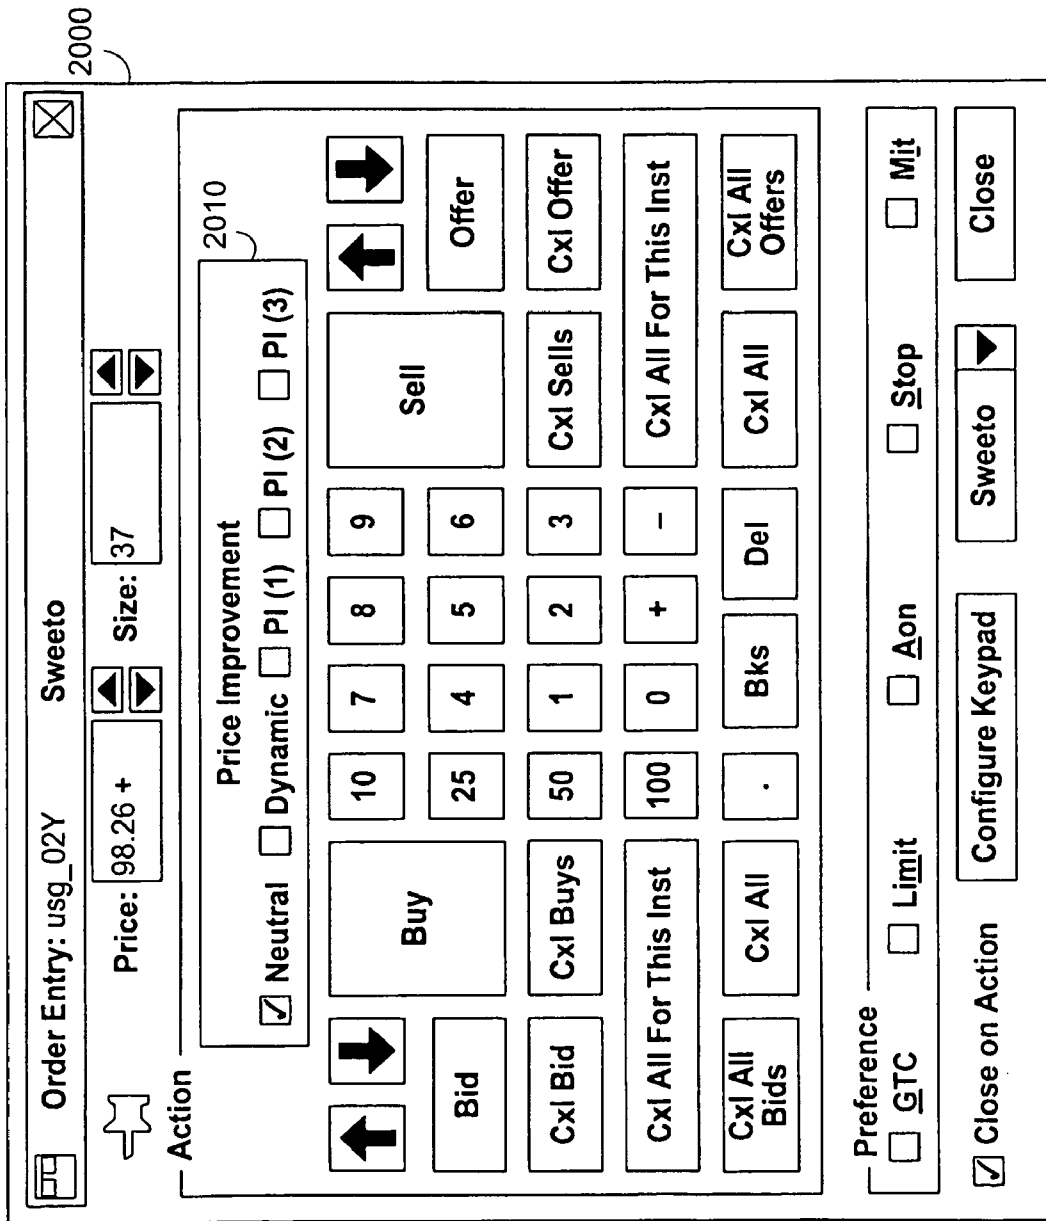 2000
Order Entry: usg_02Y Sweeto
Price: 98.26 + Size: 37
Action
2010
Price Improvement
Neutral Dynamic PI (1) PI (2) PI (3)
Buy 10 7 8 9 Sell
Bid 25 4 5 6 Offer
Cxl Bid Cxl Buys 50 1 2 3 Cxl Sells Cxl Offer
Cxl All For This Inst 100 0 + - Cxl All For This Inst
Cxl All Bids Cxl All . Bks Del Cxl All Cxl All Offers
Preference
GTC Limit Aon Stop Mit
Close on Action Configure Keypad Sweeto Close